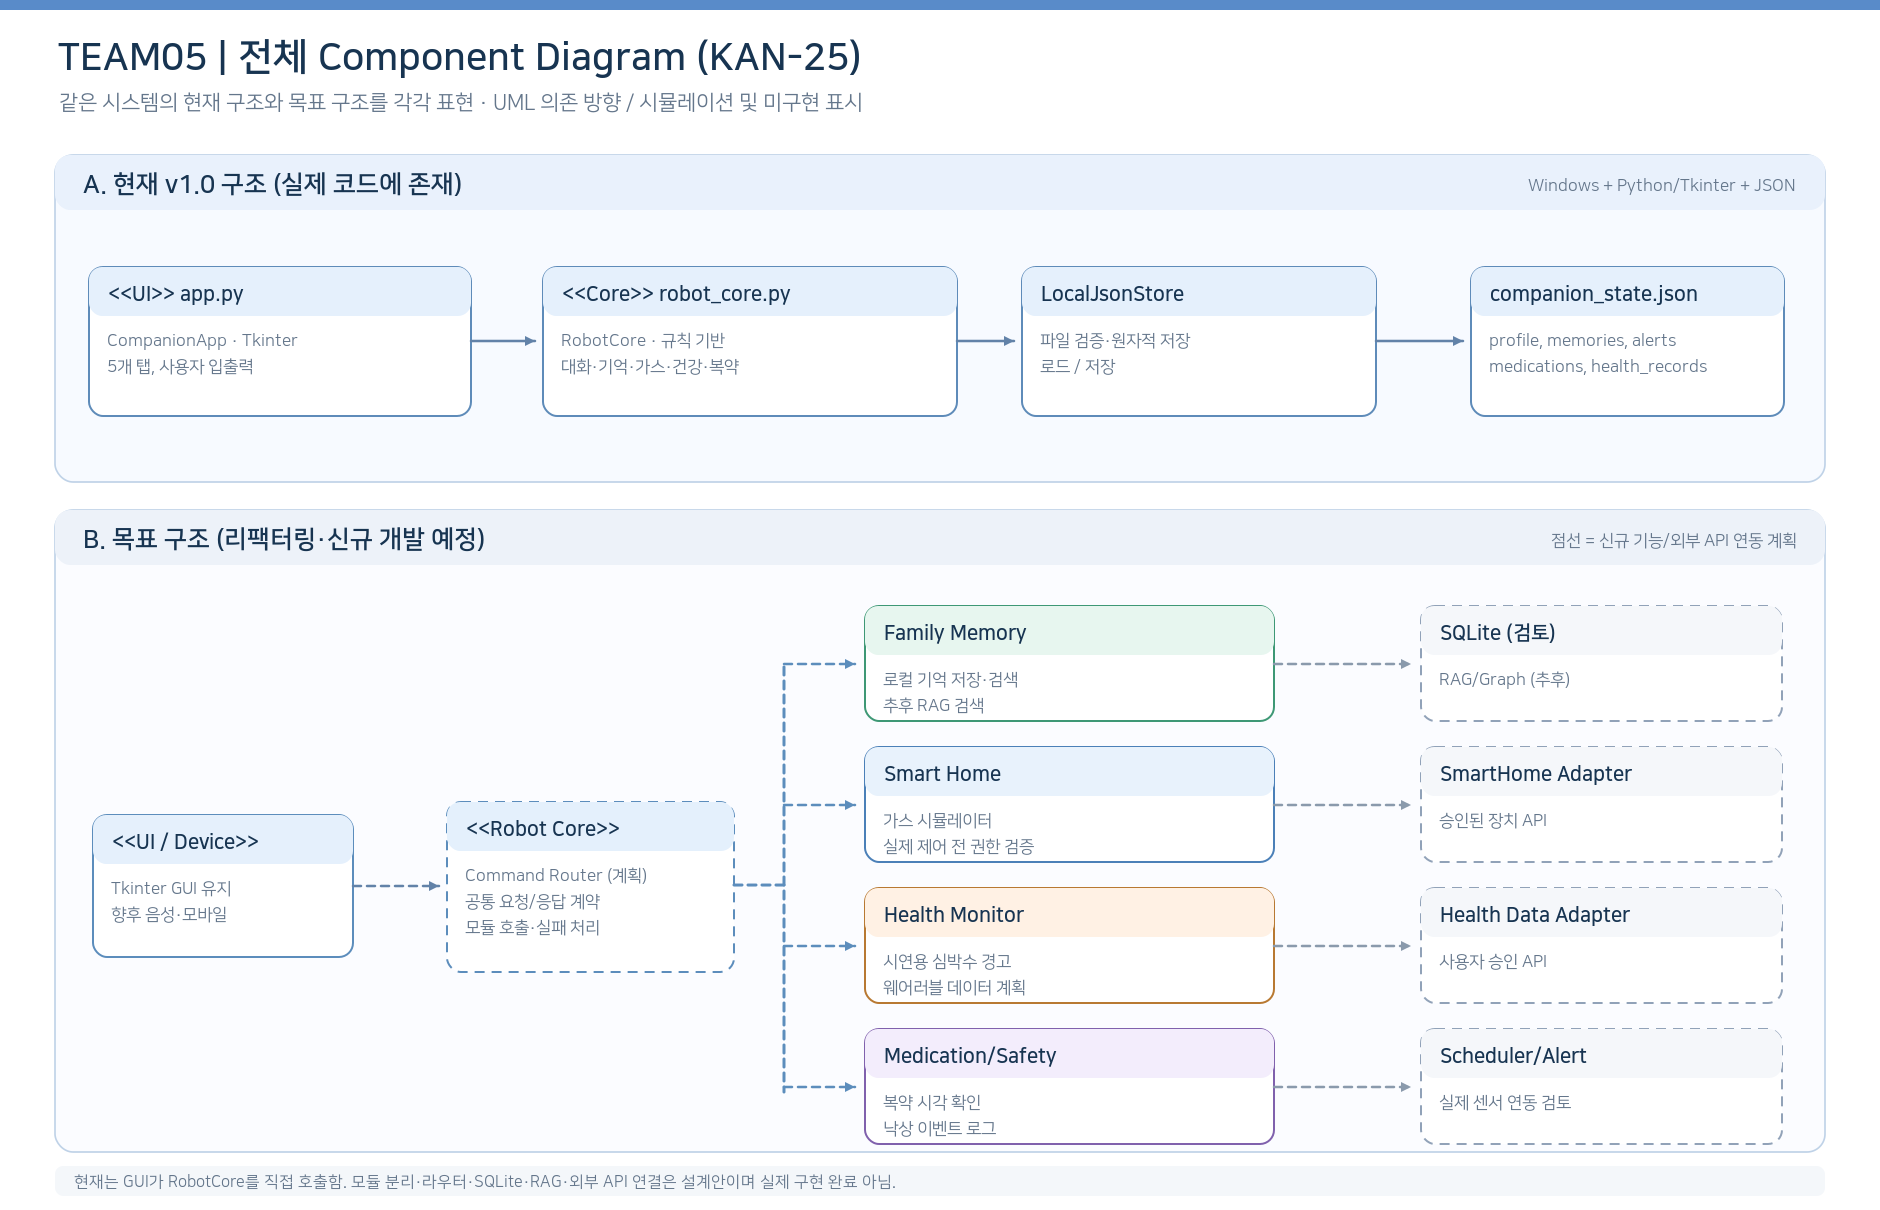 TEAM05 | 전체 Component Diagram (KAN-25)
같은 시스템의 현재 구조와 목표 구조를 각각 표현 · UML 의존 방향 / 시뮬레이션 및 미구현 표시
A. 현재 v1.0 구조 (실제 코드에 존재)
Windows + Python/Tkinter + JSON
<<UI>> app.py
CompanionApp · Tkinter
5개 탭, 사용자 입출력
<<Core>> robot_core.py
RobotCore · 규칙 기반
대화·기억·가스·건강·복약
LocalJsonStore
파일 검증·원자적 저장
로드 / 저장
companion_state.json
profile, memories, alerts
medications, health_records
B. 목표 구조 (리팩터링·신규 개발 예정)
점선 = 신규 기능/외부 API 연동 계획
<<UI / Device>>
Tkinter GUI 유지
향후 음성·모바일
<<Robot Core>>
Command Router (계획)
공통 요청/응답 계약
모듈 호출·실패 처리
Family Memory
로컬 기억 저장·검색
추후 RAG 검색
SQLite (검토)
RAG/Graph (추후)
Smart Home
가스 시뮬레이터
실제 제어 전 권한 검증
SmartHome Adapter
승인된 장치 API
Health Monitor
시연용 심박수 경고
웨어러블 데이터 계획
Health Data Adapter
사용자 승인 API
Medication/Safety
복약 시각 확인
낙상 이벤트 로그
Scheduler/Alert
실제 센서 연동 검토
현재는 GUI가 RobotCore를 직접 호출함. 모듈 분리·라우터·SQLite·RAG·외부 API 연결은 설계안이며 실제 구현 완료 아님.